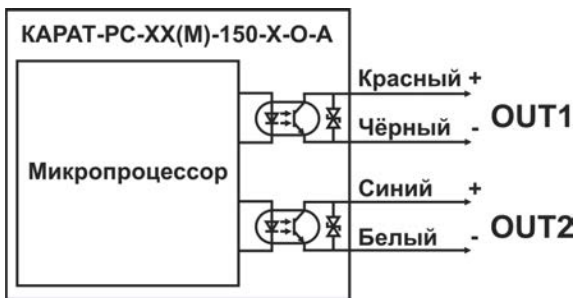 КАРАТ-РС-ХХ(М)-150-Х-О-А
Красный +
OUT1
Чёрный -
Микропроцессор
Синий +
OUT2
Белый -